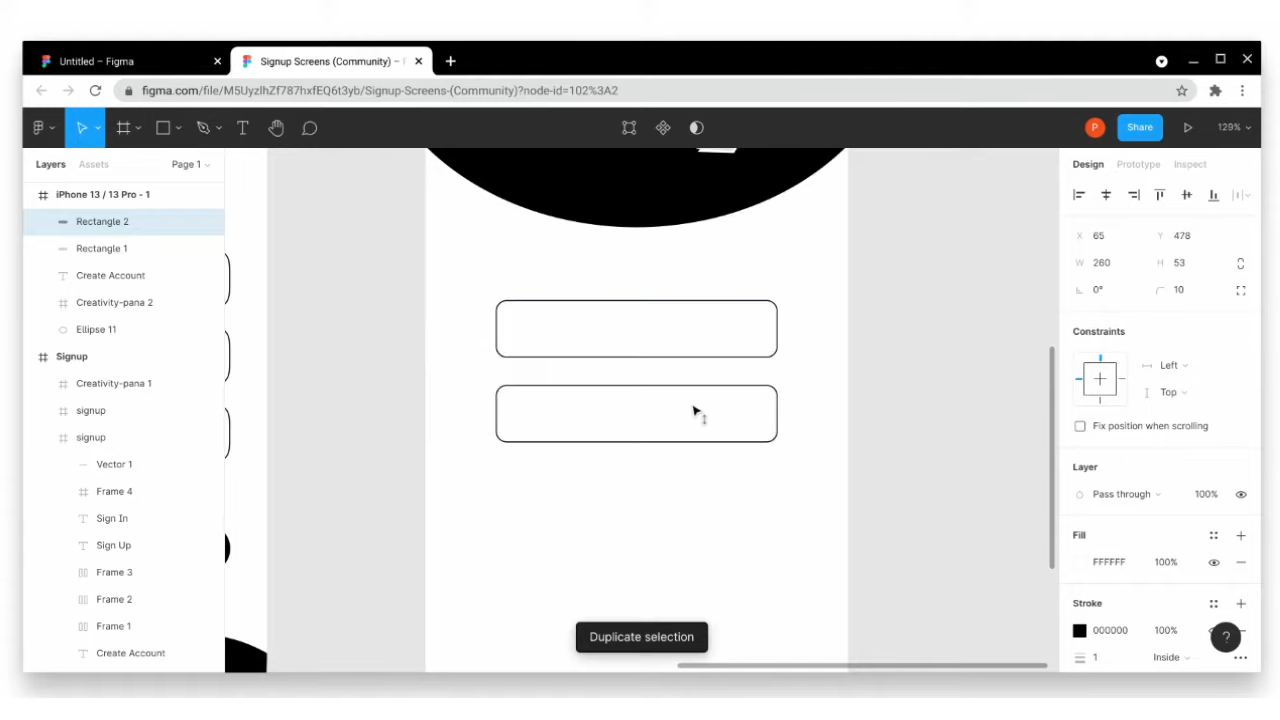 Untitled – Figma
Signup Screens (Community) –
figma.com/file/M5UyzlhZf787hxfEQ6t3yb/Signup-Screens-(Community)?node-id=102%3A2
P
Share
129%
Layers
Assets
Page 1
iPhone 13 / 13 Pro - 1
Rectangle 2
Rectangle 1
Create Account
Creativity-pana 2
Ellipse 11
Signup
Creativity-pana 1
signup
signup
Vector 1
Frame 4
Sign In
Sign Up
Frame 3
Frame 2
Frame 1
Create Account
Duplicate selection
Design
Prototype
Inspect
X 65
Y 478
W 260
H 53
0°
10
Constraints
Left
Top
Fix position when scrolling
Layer
Pass through
100%
Fill
FFFFFF
100%
Stroke
000000
100%
1
Inside
?